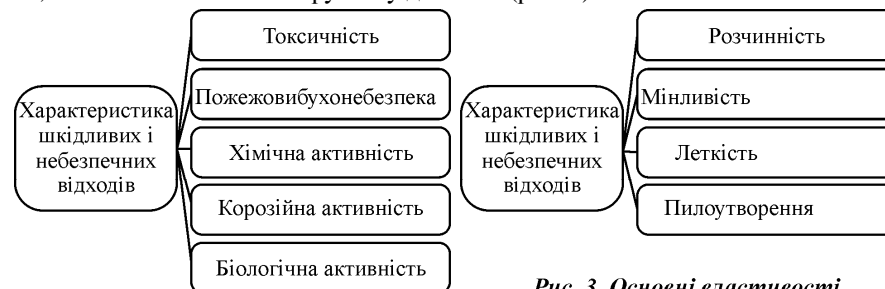 Токсичність
Пожежовибухонебезпека
Хімічна активність
Корозійна активність
Біологічна активність
Характеристика
шкідливих і
небезпечних
відходів
Розчинність
Мінливість
Леткість
Пилоутворення
Характеристика
шкідливих і
небезпечних
відходів
Рис. 3. Основні властивості